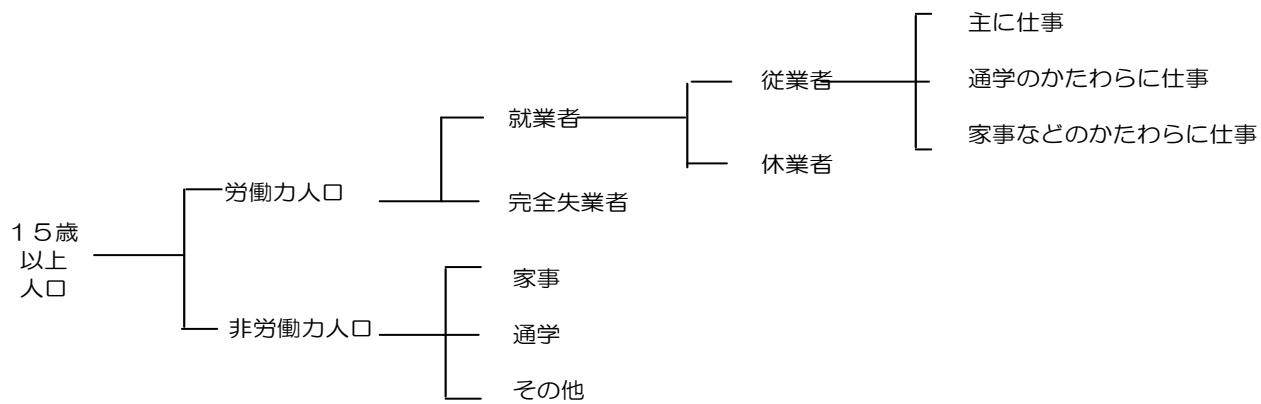 主に仕事
従業者
通学のかたわらに仕事
就業者
家事などのかたわらに仕事
休業者
労働力人口
完全失業者
１５歳
以上
人口
家事
非労働力人口
通学
その他